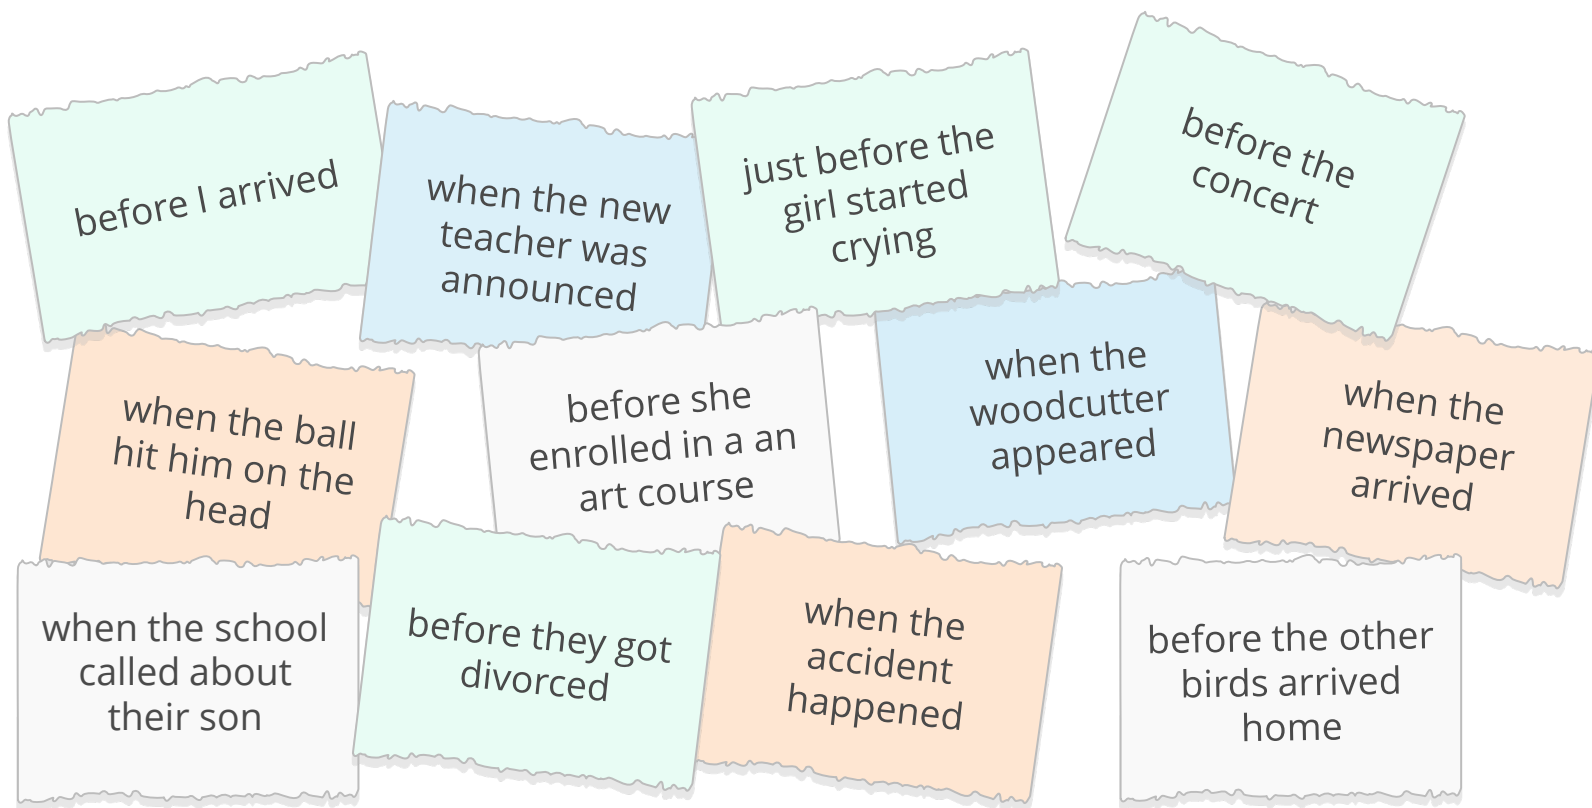 before I arrived
when the new
teacher was
announced
just before the
girl started
crying
before the
concert
when the ball
hit him on the
head
before she
enrolled in a an
art course
when the
woodcutter
appeared
when the
newspaper
arrived
when the school
called about
their son
before they got
divorced
when the
accident
happened
before the other
birds arrived
home